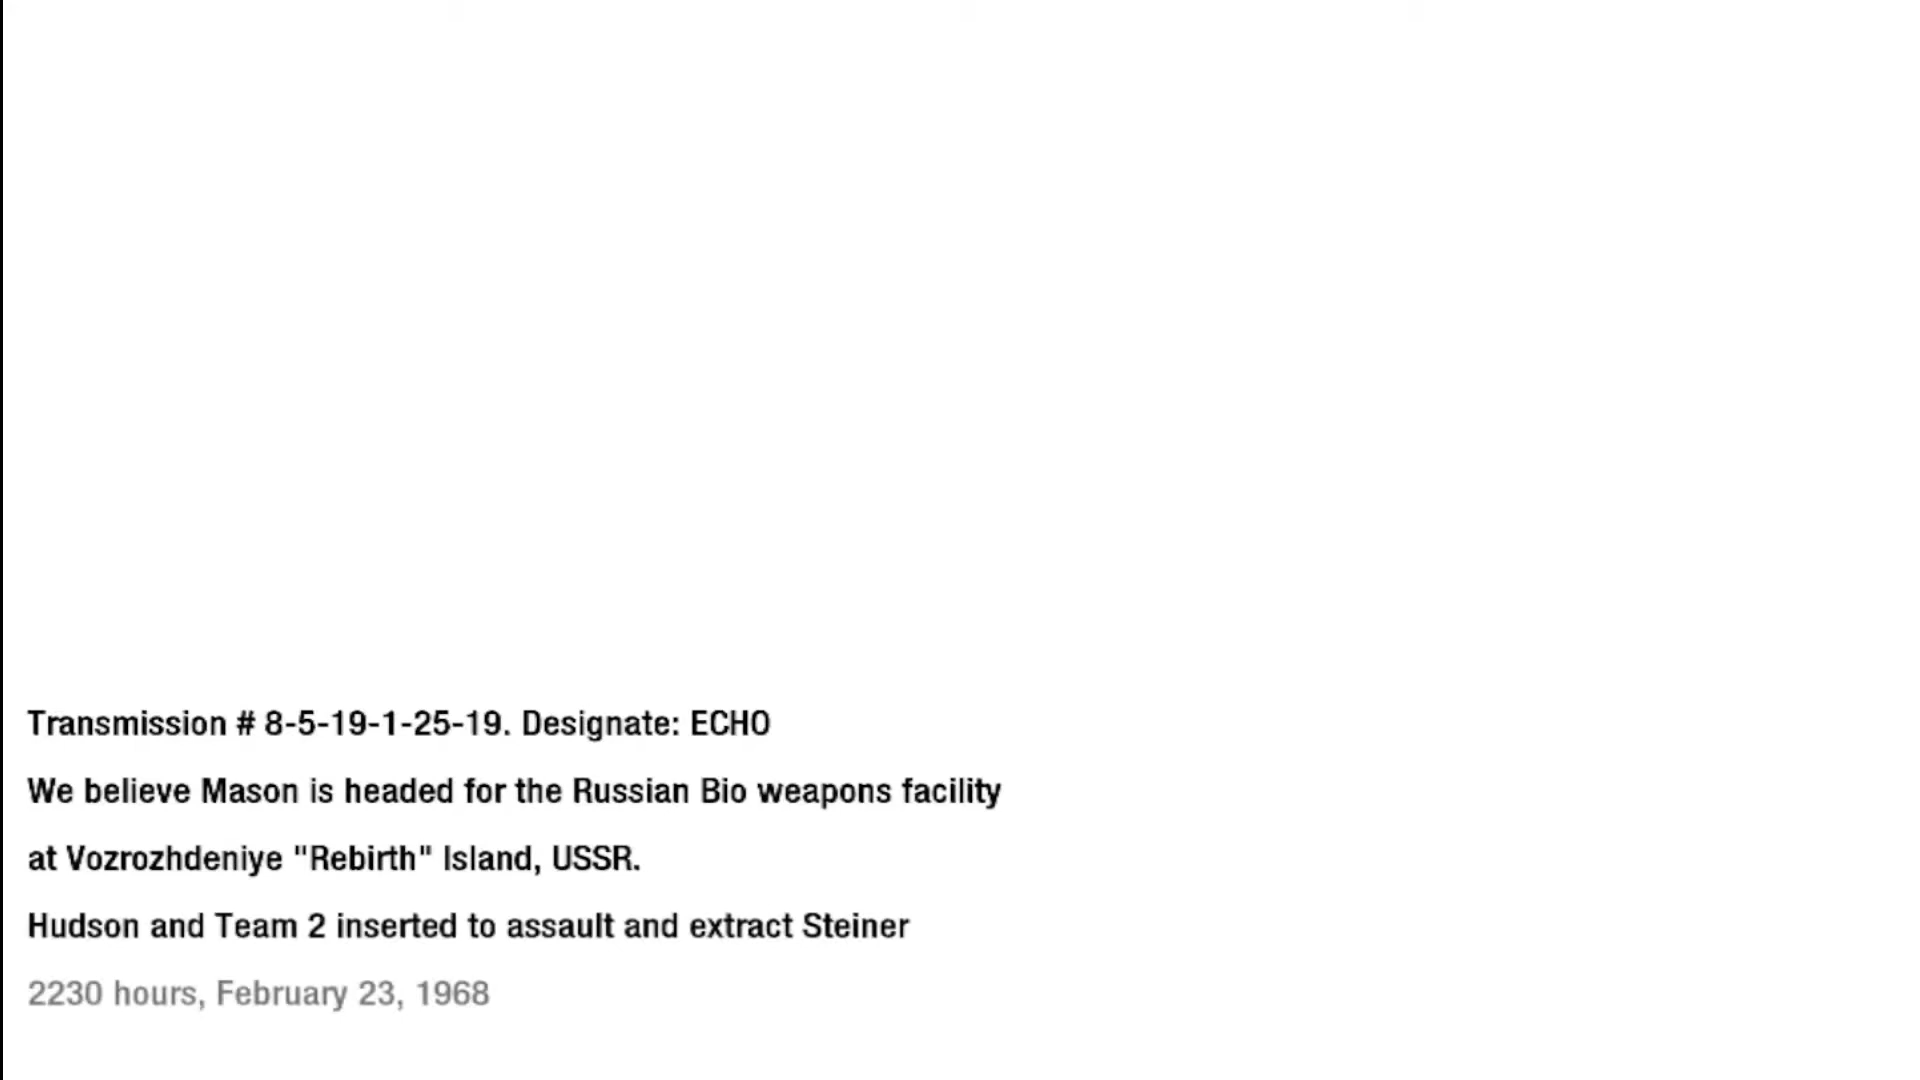 Transmission # 8-5-19-1-25-19. Designate: ECHO
We believe Mason is headed for the Russian Bio weapons facility
at Vozrozhdeniye "Rebirth" Island, USSR.
Hudson and Team 2 inserted to assault and extract Steiner
2230 hours, February 23, 1968